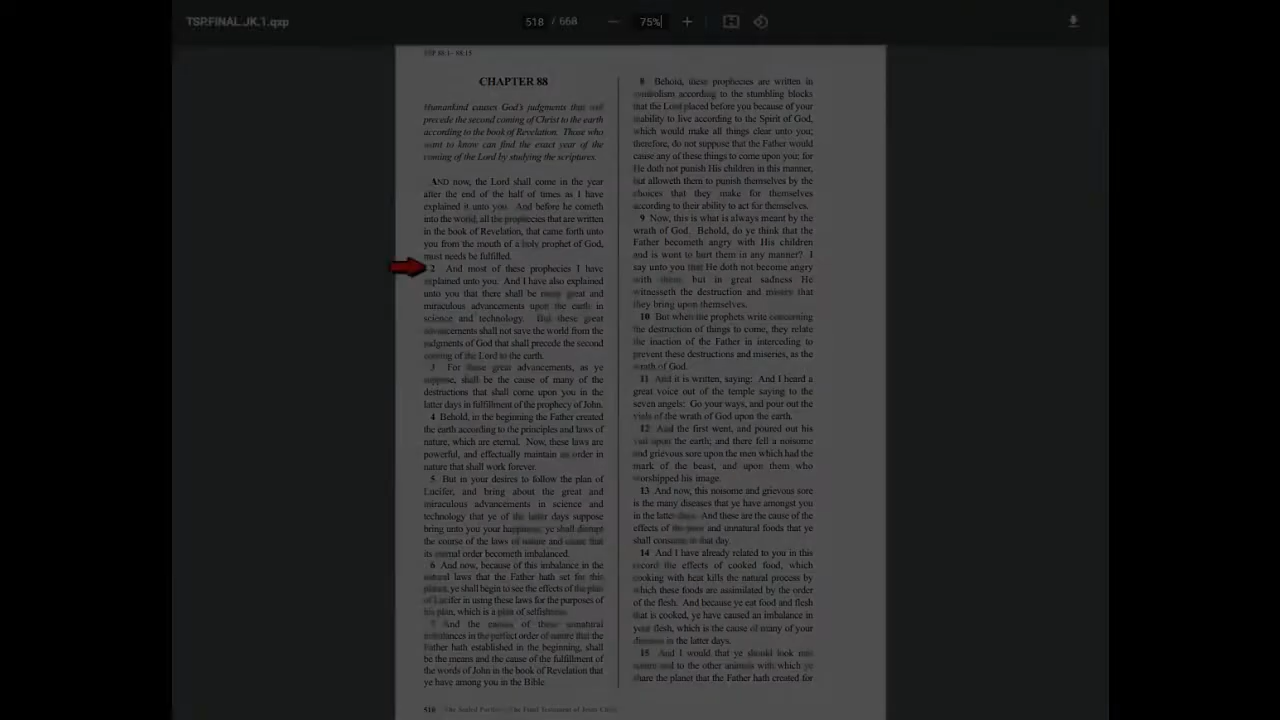 TSP.FINAL.JK.1.qxp
518 / 668
75%
TSP 88:1– 88:15
CHAPTER 88
Humankind causes God's judgments that will
precede the second coming of Christ to the earth
according to the book of Revelation. Those who
want to know can find the exact year of the
coming of the Lord by studying the scriptures.
AND now, the Lord shall come in the year
after the end of the half of times as I have
explained it unto you. And before he cometh
into the world, all the prophecies that are written
in the book of Revelation, that came forth unto
you from the mouth of a holy prophet of God,
must needs be fulfilled.
2 And most of these prophecies I have
explained unto you. And I have also explained
unto you that there shall be many great and
miraculous advancements upon the earth in
science and technology. But these great
advancements shall not save the world from the
judgments of God that shall precede the second
coming of the Lord to the earth.
3 For these great advancements, as ye
suppose, shall be the cause of many of the
destructions that shall come upon you in the
latter days in fulfillment of the prophecy of John.
4 Behold, in the beginning the Father created
the earth according to the principles and laws of
nature, which are eternal. Now, these laws are
powerful, and effectually maintain an order in
nature that shall work forever.
5 But in your desires to follow the plan of
Lucifer, and bring about the great and
miraculous advancements in science and
technology that ye of the latter days suppose
bring unto you your happiness, ye shall disrupt
the course of the laws of nature and cause that
its eternal order becometh imbalanced.
6 And now, because of this imbalance in the
natural laws that the Father hath set for this
planet, ye shall begin to see the effects of the plan
of Lucifer in using these laws for the purposes of
his plan, which is a plan of selfishness.
7 And the causes of these unnatural
imbalances in the perfect order of nature that the
Father hath established in the beginning, shall
be the means and the cause of the fulfillment of
the words of John in the book of Revelation that
ye have among you in the Bible.
8 Behold, these prophecies are written in
symbolism according to the stumbling blocks
that the Lord placed before you because of your
inability to live according to the Spirit of God,
which would make all things clear unto you;
therefore, do not suppose that the Father would
cause any of these things to come upon you; for
He doth not punish His children in this manner,
but alloweth them to punish themselves by the
choices that they make for themselves
according to their ability to act for themselves.
9 Now, this is what is always meant by the
wrath of God. Behold, do ye think that the
Father becometh angry with His children
and is wont to hurt them in any manner? I
say unto you that He doth not become angry
with them; but in great sadness He
witnesseth the destruction and misery that
they bring upon themselves.
10 But when the prophets write concerning
the destruction of things to come, they relate
the inaction of the Father in interceding to
prevent these destructions and miseries, as the
wrath of God.
11 And it is written, saying: And I heard a
great voice out of the temple saying to the
seven angels: Go your ways, and pour out the
vials of the wrath of God upon the earth.
12 And the first went, and poured out his
vial upon the earth; and there fell a noisome
and grievous sore upon the men which had the
mark of the beast, and upon them who
worshipped his image.
13 And now, this noisome and grievous sore
is the many diseases that ye have amongst you
in the latter days. And these are the cause of the
effects of the poor and unnatural foods that ye
shall consume in that day.
14 And I have already related to you in this
record the effects of cooked food, which
cooking with heat kills the natural process by
which these foods are assimilated by the order
of the flesh. And because ye eat food and flesh
that is cooked, ye have caused an imbalance in
your flesh, which is the cause of many of your
diseases in the latter days.
15 And I would that ye should look into
nature and to the other animals with which ye
share the planet that the Father hath created for
518 The Sealed Portion—The Final Testament of Jesus Christ